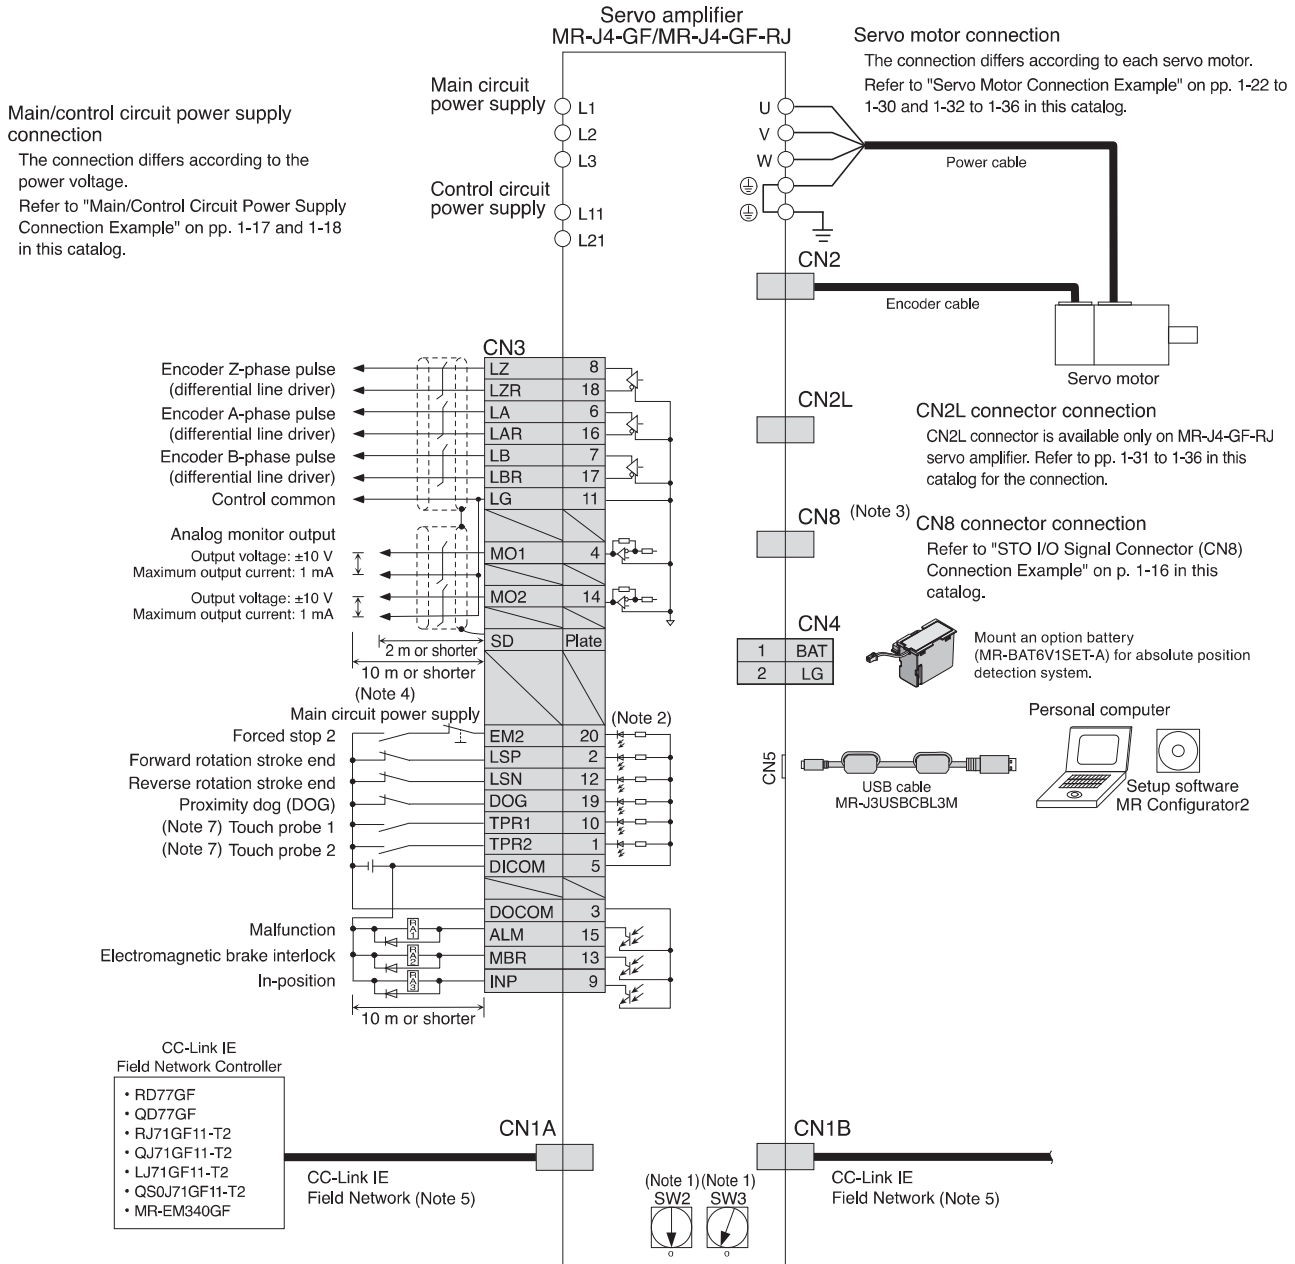 Servo amplifier
MR-J4-GF/MR-J4-GF-RJ
Main/control circuit power supply
connection
The connection differs according to the
power voltage.
Refer to "Main/Control Circuit Power Supply
Connection Example" on pp. 1-17 and 1-18
in this catalog.
Main circuit
power supply
L1
L2
L3
Control circuit
power supply
L11
L21
U
V
W
Servo motor connection
The connection differs according to each servo motor.
Refer to "Servo Motor Connection Example" on pp. 1-22 to
1-30 and 1-32 to 1-36 in this catalog.
Power cable
CN2
Encoder cable
Servo motor
CN2L
CN2L connector connection
CN2L connector is available only on MR-J4-GF-RJ
servo amplifier. Refer to pp. 1-31 to 1-36 in this
catalog for the connection.
CN8 (Note 3)
CN8 connector connection
Refer to "STO I/O Signal Connector (CN8)
Connection Example" on p. 1-16 in this
catalog.
CN4
1 BAT
2 LG
Mount an option battery
(MR-BAT6V1SET-A) for absolute position
detection system.
CN5
USB cable
MR-J3USBCBL3M
Personal computer
Setup software
MR Configurator2
CN3
Encoder Z-phase pulse LZ 8
(differential line driver) LZR 18
Encoder A-phase pulse LA 6
(differential line driver) LAR 16
Encoder B-phase pulse LB 7
(differential line driver) LBR 17
Control common LG 11
Analog monitor output
Output voltage: ±10 V MO1 4
Maximum output current: 1 mA
Output voltage: ±10 V MO2 14
Maximum output current: 1 mA
SD Plate
2 m or shorter
10 m or shorter
(Note 4)
Main circuit power supply
(Note 2)
Forced stop 2 EM2 20
Forward rotation stroke end LSP 2
Reverse rotation stroke end LSN 12
Proximity dog (DOG) DOG 19
(Note 7) Touch probe 1 TPR1 10
(Note 7) Touch probe 2 TPR2 1
DICOM 5
DOCOM 3
Malfunction RA1 ALM 15
Electromagnetic brake interlock RA2 MBR 13
In-position RA3 INP 9
10 m or shorter
CC-Link IE
Field Network Controller
• RD77GF
• QD77GF
• RJ71GF11-T2
• QJ71GF11-T2
• LJ71GF11-T2
• QS0J71GF11-T2
• MR-EM340GF
CN1A
CC-Link IE
Field Network (Note 5)
CN1B
CC-Link IE
Field Network (Note 5)
(Note 1) (Note 1)
SW2 SW3
0 0